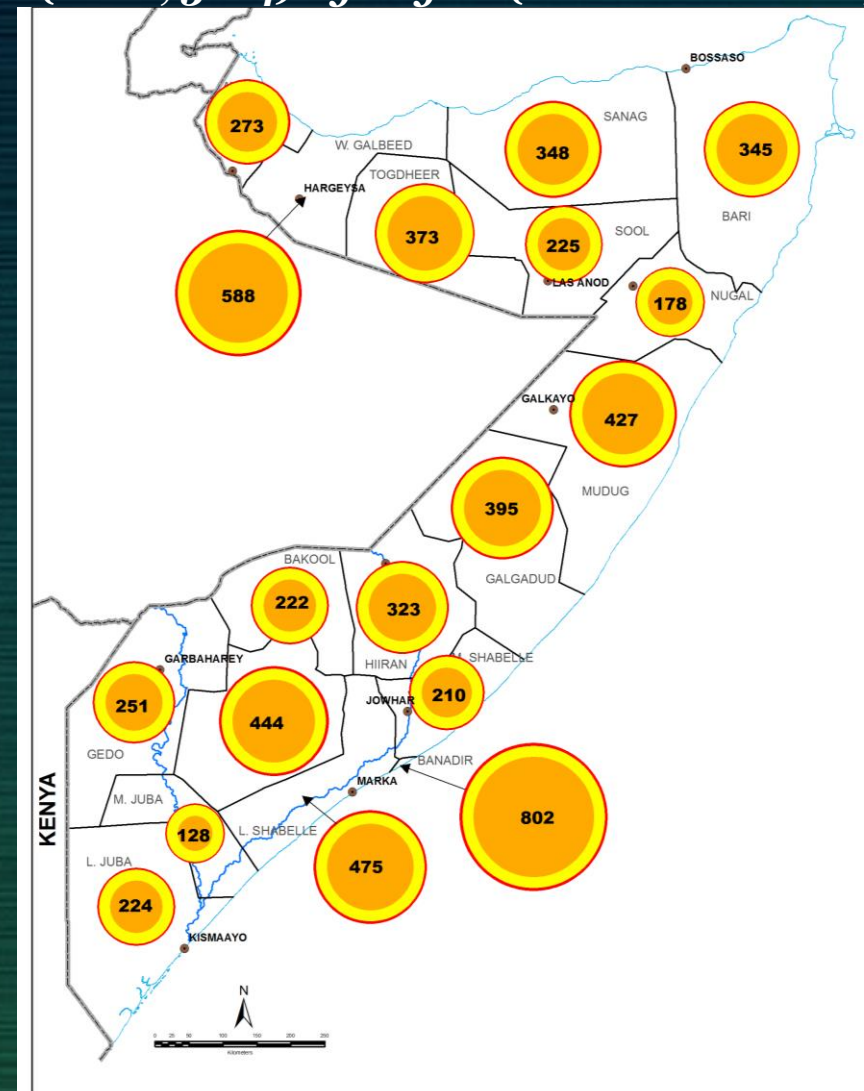 BOSSASO
273
SANAG
W. GALBEED
348
345
TOGDHEER
HARGEYSA
BARI
373
225
SOOL
588
LAS ANOD
178
NUGAL
GALKAYO
427
MUDUG
395
GALGADUD
BAKOOL
222
323
HIIRAN
M. SHABELLE
GARBAHAREY
251
444
210
JOWHAR
GEDO
BANADIR
KENYA
M. JUBA
MARKA
802
128
L. SHABELLE
475
L. JUBA
224
KISMAAYO
N
Kilometers